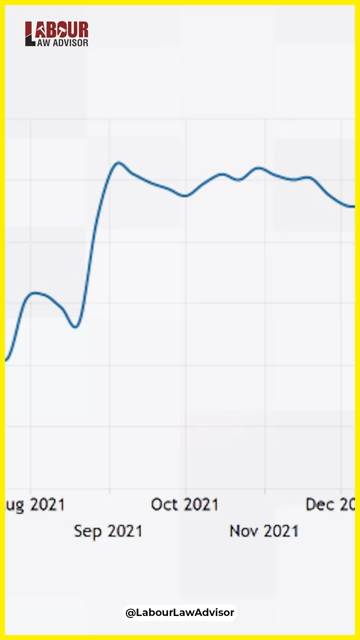 LABOUR
LAW ADVISOR
ug 2021
Oct 2021
Dec 20
Sep 2021
Nov 2021
@LabourLawAdvisor